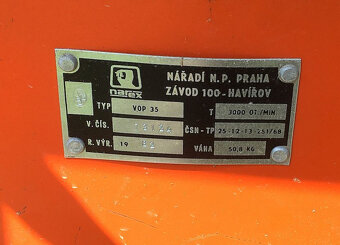 NÁŘADÍ N.P. PRAHA
ZÁVOD 100-HAVÍŘOV
narex
TYP VOP 35 T 3000 OT/MIN
V. ČÍS. ČSN-TP 25-12-13-251/68
R. VÝR. 19 82 VÁHA 50,8 KG